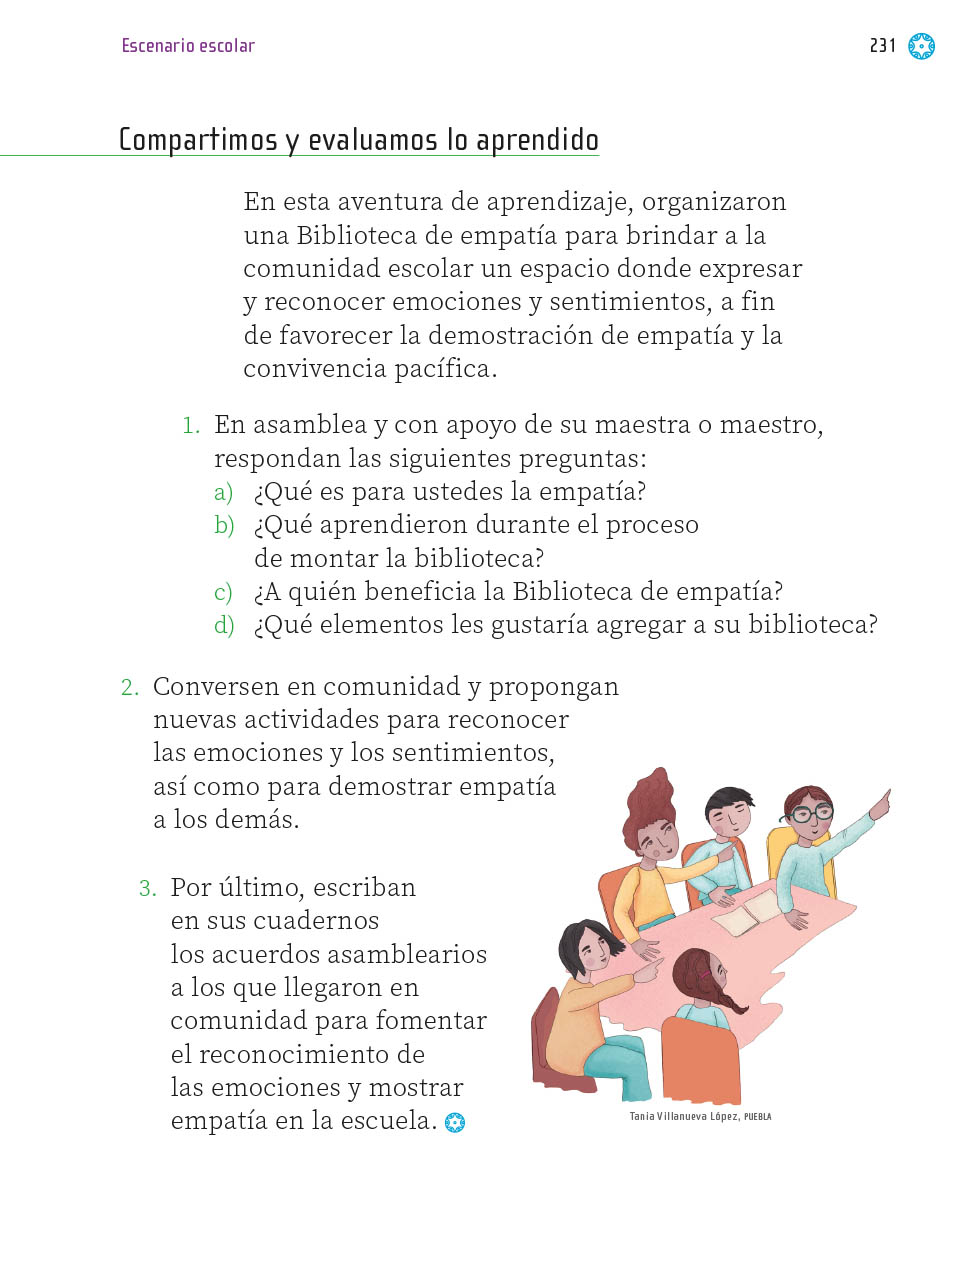 Escenario escolar
231
Compartimos y evaluamos lo aprendido
En esta aventura de aprendizaje, organizaron
una Biblioteca de empatía para brindar a la
comunidad escolar un espacio donde expresar
y reconocer emociones y sentimientos, a fin
de favorecer la demostración de empatía y la
convivencia pacífica.
1. En asamblea y con apoyo de su maestra o maestro,
respondan las siguientes preguntas:
a) ¿Qué es para ustedes la empatía?
b) ¿Qué aprendieron durante el proceso
de montar la biblioteca?
c) ¿A quién beneficia la Biblioteca de empatía?
d) ¿Qué elementos les gustaría agregar a su biblioteca?
2. Conversen en comunidad y propongan
nuevas actividades para reconocer
las emociones y los sentimientos,
así como para demostrar empatía
a los demás.
3. Por último, escriban
en sus cuadernos
los acuerdos asamblearios
a los que llegaron en
comunidad para fomentar
el reconocimiento de
las emociones y mostrar
empatía en la escuela.
Tania Villanueva López, PUEBLA